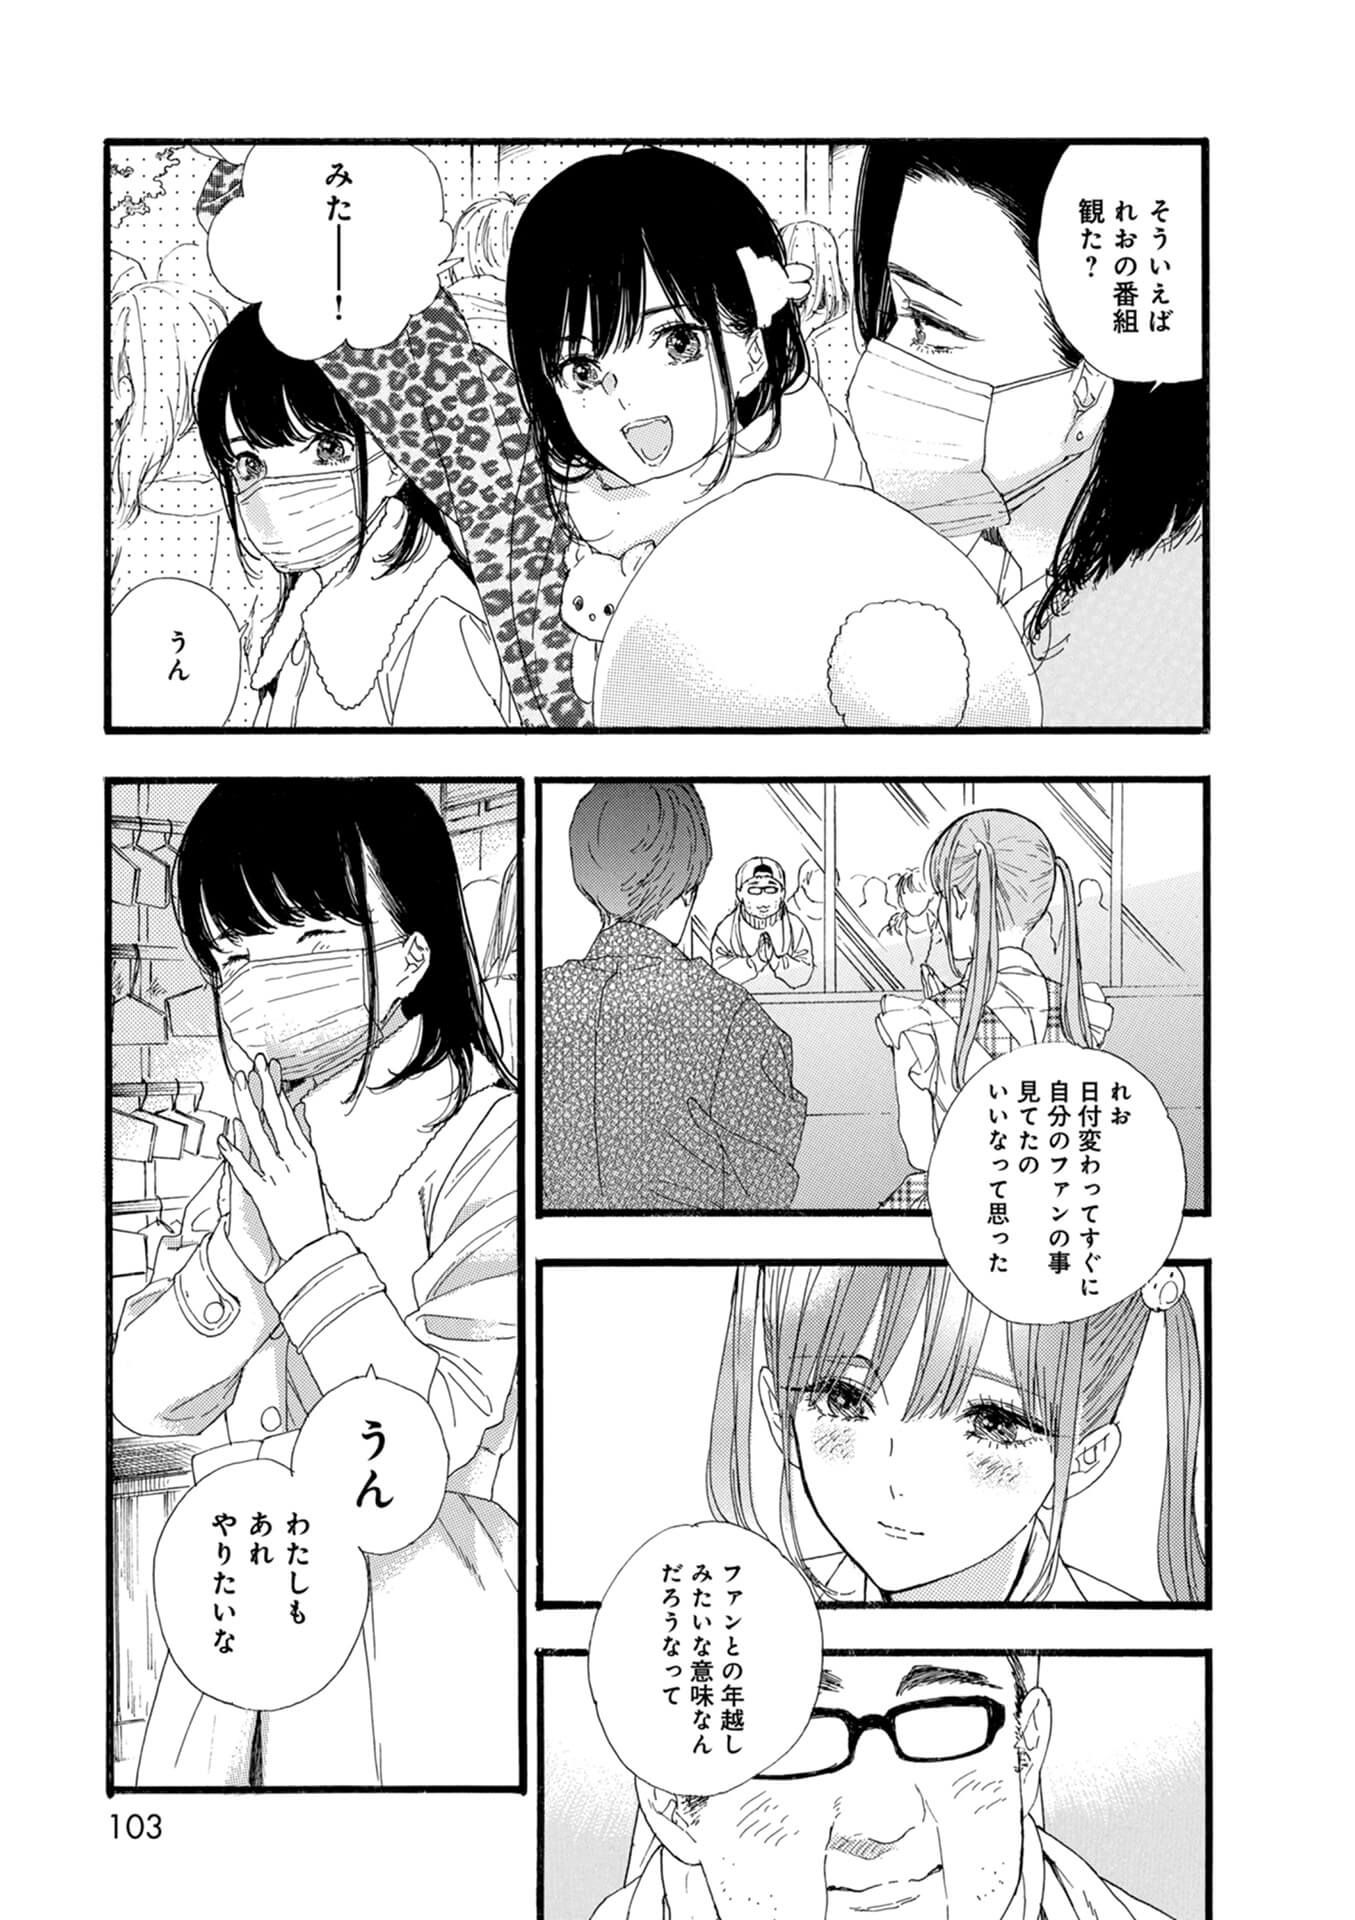 そういえば
れおの番組
観た？
みた――！
うん
れお
日付変わってすぐに
自分のファンの事
見てたの
いいなって思った
ファンとの年越し
みたいな意味なん
だろうなって
うん
わたしも
あれ
やりたいな
103